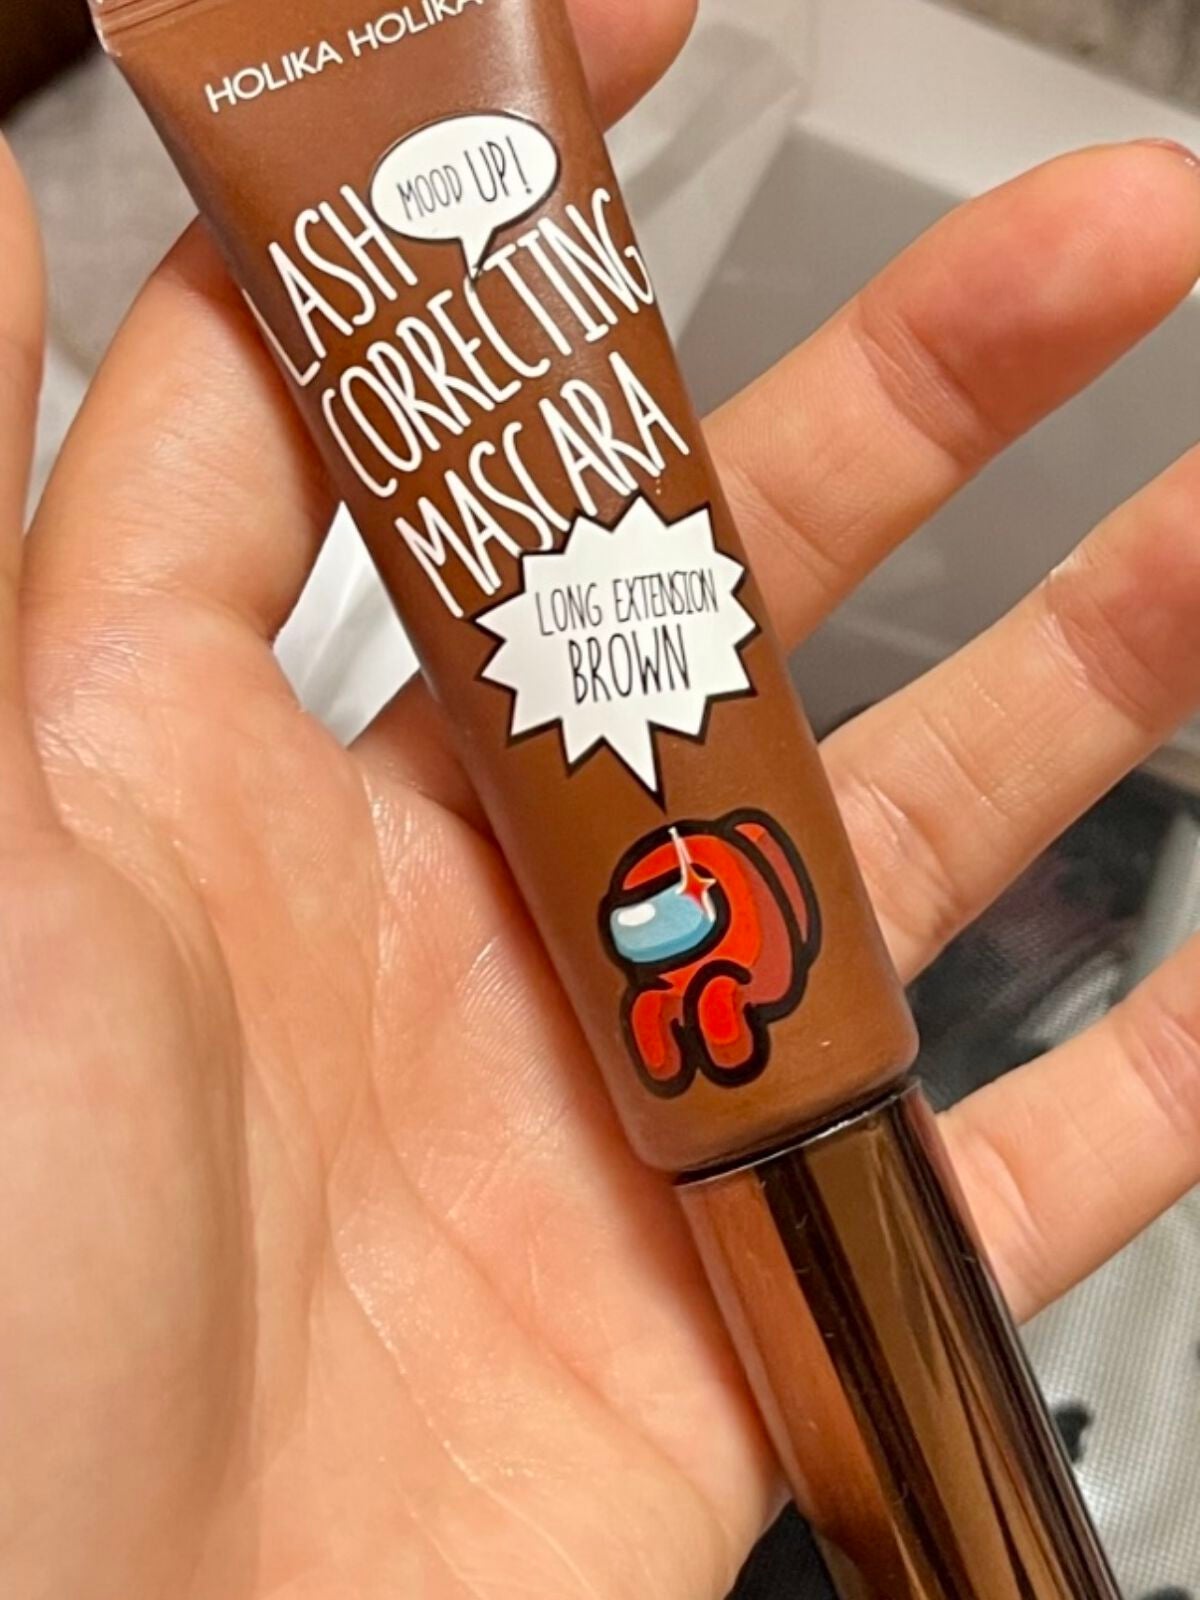 HOLIKA HOLIKA
MOOD UP!
LASH
CORRECTING
MASCARA
LONG EXTENSION
BROWN